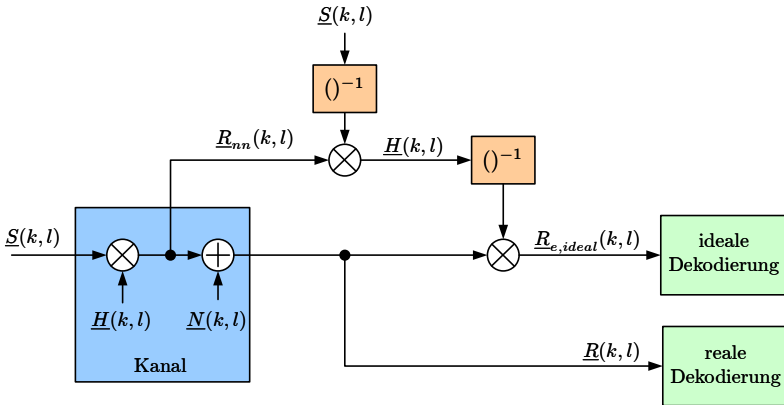 S(k, l)
()⁻¹
R_nn(k, l)
H(k, l)
()⁻¹
S(k, l)
R_e,ideal(k, l)
ideale
Dekodierung
H(k, l)
N(k, l)
Kanal
R(k, l)
reale
Dekodierung